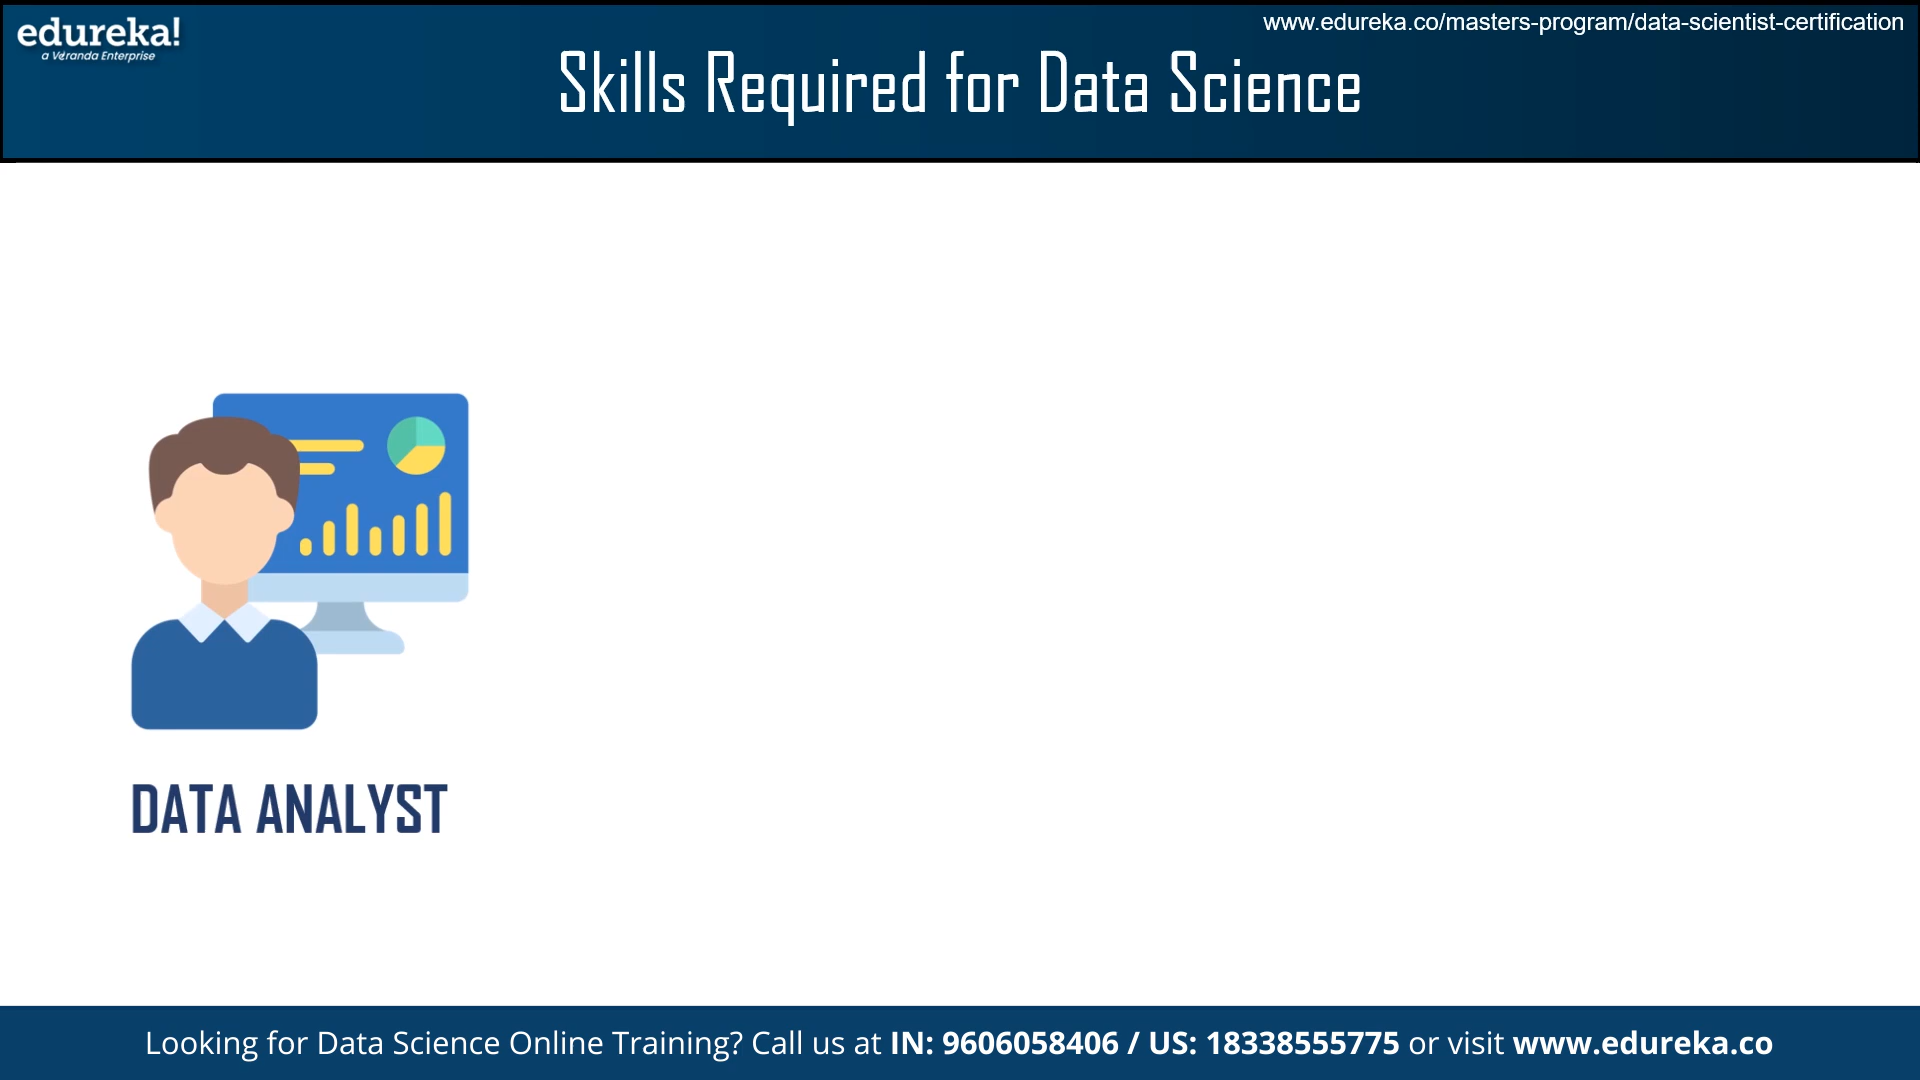 edureka!
a Veranda Enterprise
www.edureka.co/masters-program/data-scientist-certification
Skills Required for Data Science
DATA ANALYST
Looking for Data Science Online Training? Call us at IN: 9606058406 / US: 18338555775 or visit www.edureka.co